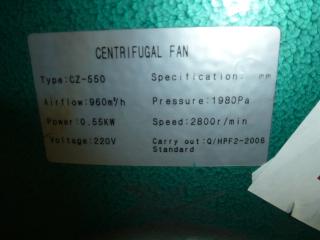 CENTRIFUGAL FAN
Type:CZ-550 Specification: mm
Airflow:960m³/h Pressure:1980Pa
Power:0.55KW Speed:2800r/min
Voltage:220V Carry out:Q/HPF2-2006
Standard